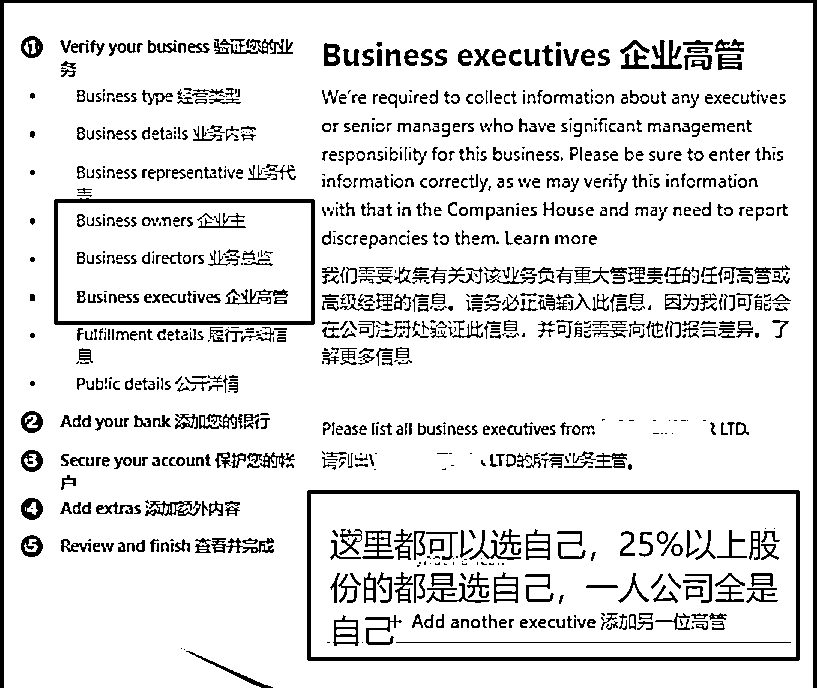 1 Verify your business 验证您的业
务
• Business type 经营类型
• Business details 业务内容
• Business representative 业务代
表
• Business owners 企业主
• Business directors 业务总监
• Business executives 企业高管
• Fulfillment details 履行详细信
息
• Public details 公开详情
2 Add your bank 添加您的银行
3 Secure your account 保护您的帐
户
4 Add extras 添加额外内容
5 Review and finish 查看并完成
Business executives 企业高管
We're required to collect information about any executives
or senior managers who have significant management
responsibility for this business. Please be sure to enter this
information correctly, as we may verify this information
with that in the Companies House and may need to report
discrepancies to them. Learn more
我们需要收集有关对该业务负有重大管理责任的任何高管或
高级经理的信息。请务必正确输入此信息，因为我们可能会
在公司注册处验证此信息，并可能需要向他们报告差异。了
解更多信息
Please list all business executives from LTD.
请列出 LTD的所有业务主管。
这里都可以选自己，25%以上股
份的都是选自己，一人公司全是
自己
+ Add another executive 添加另一位高管